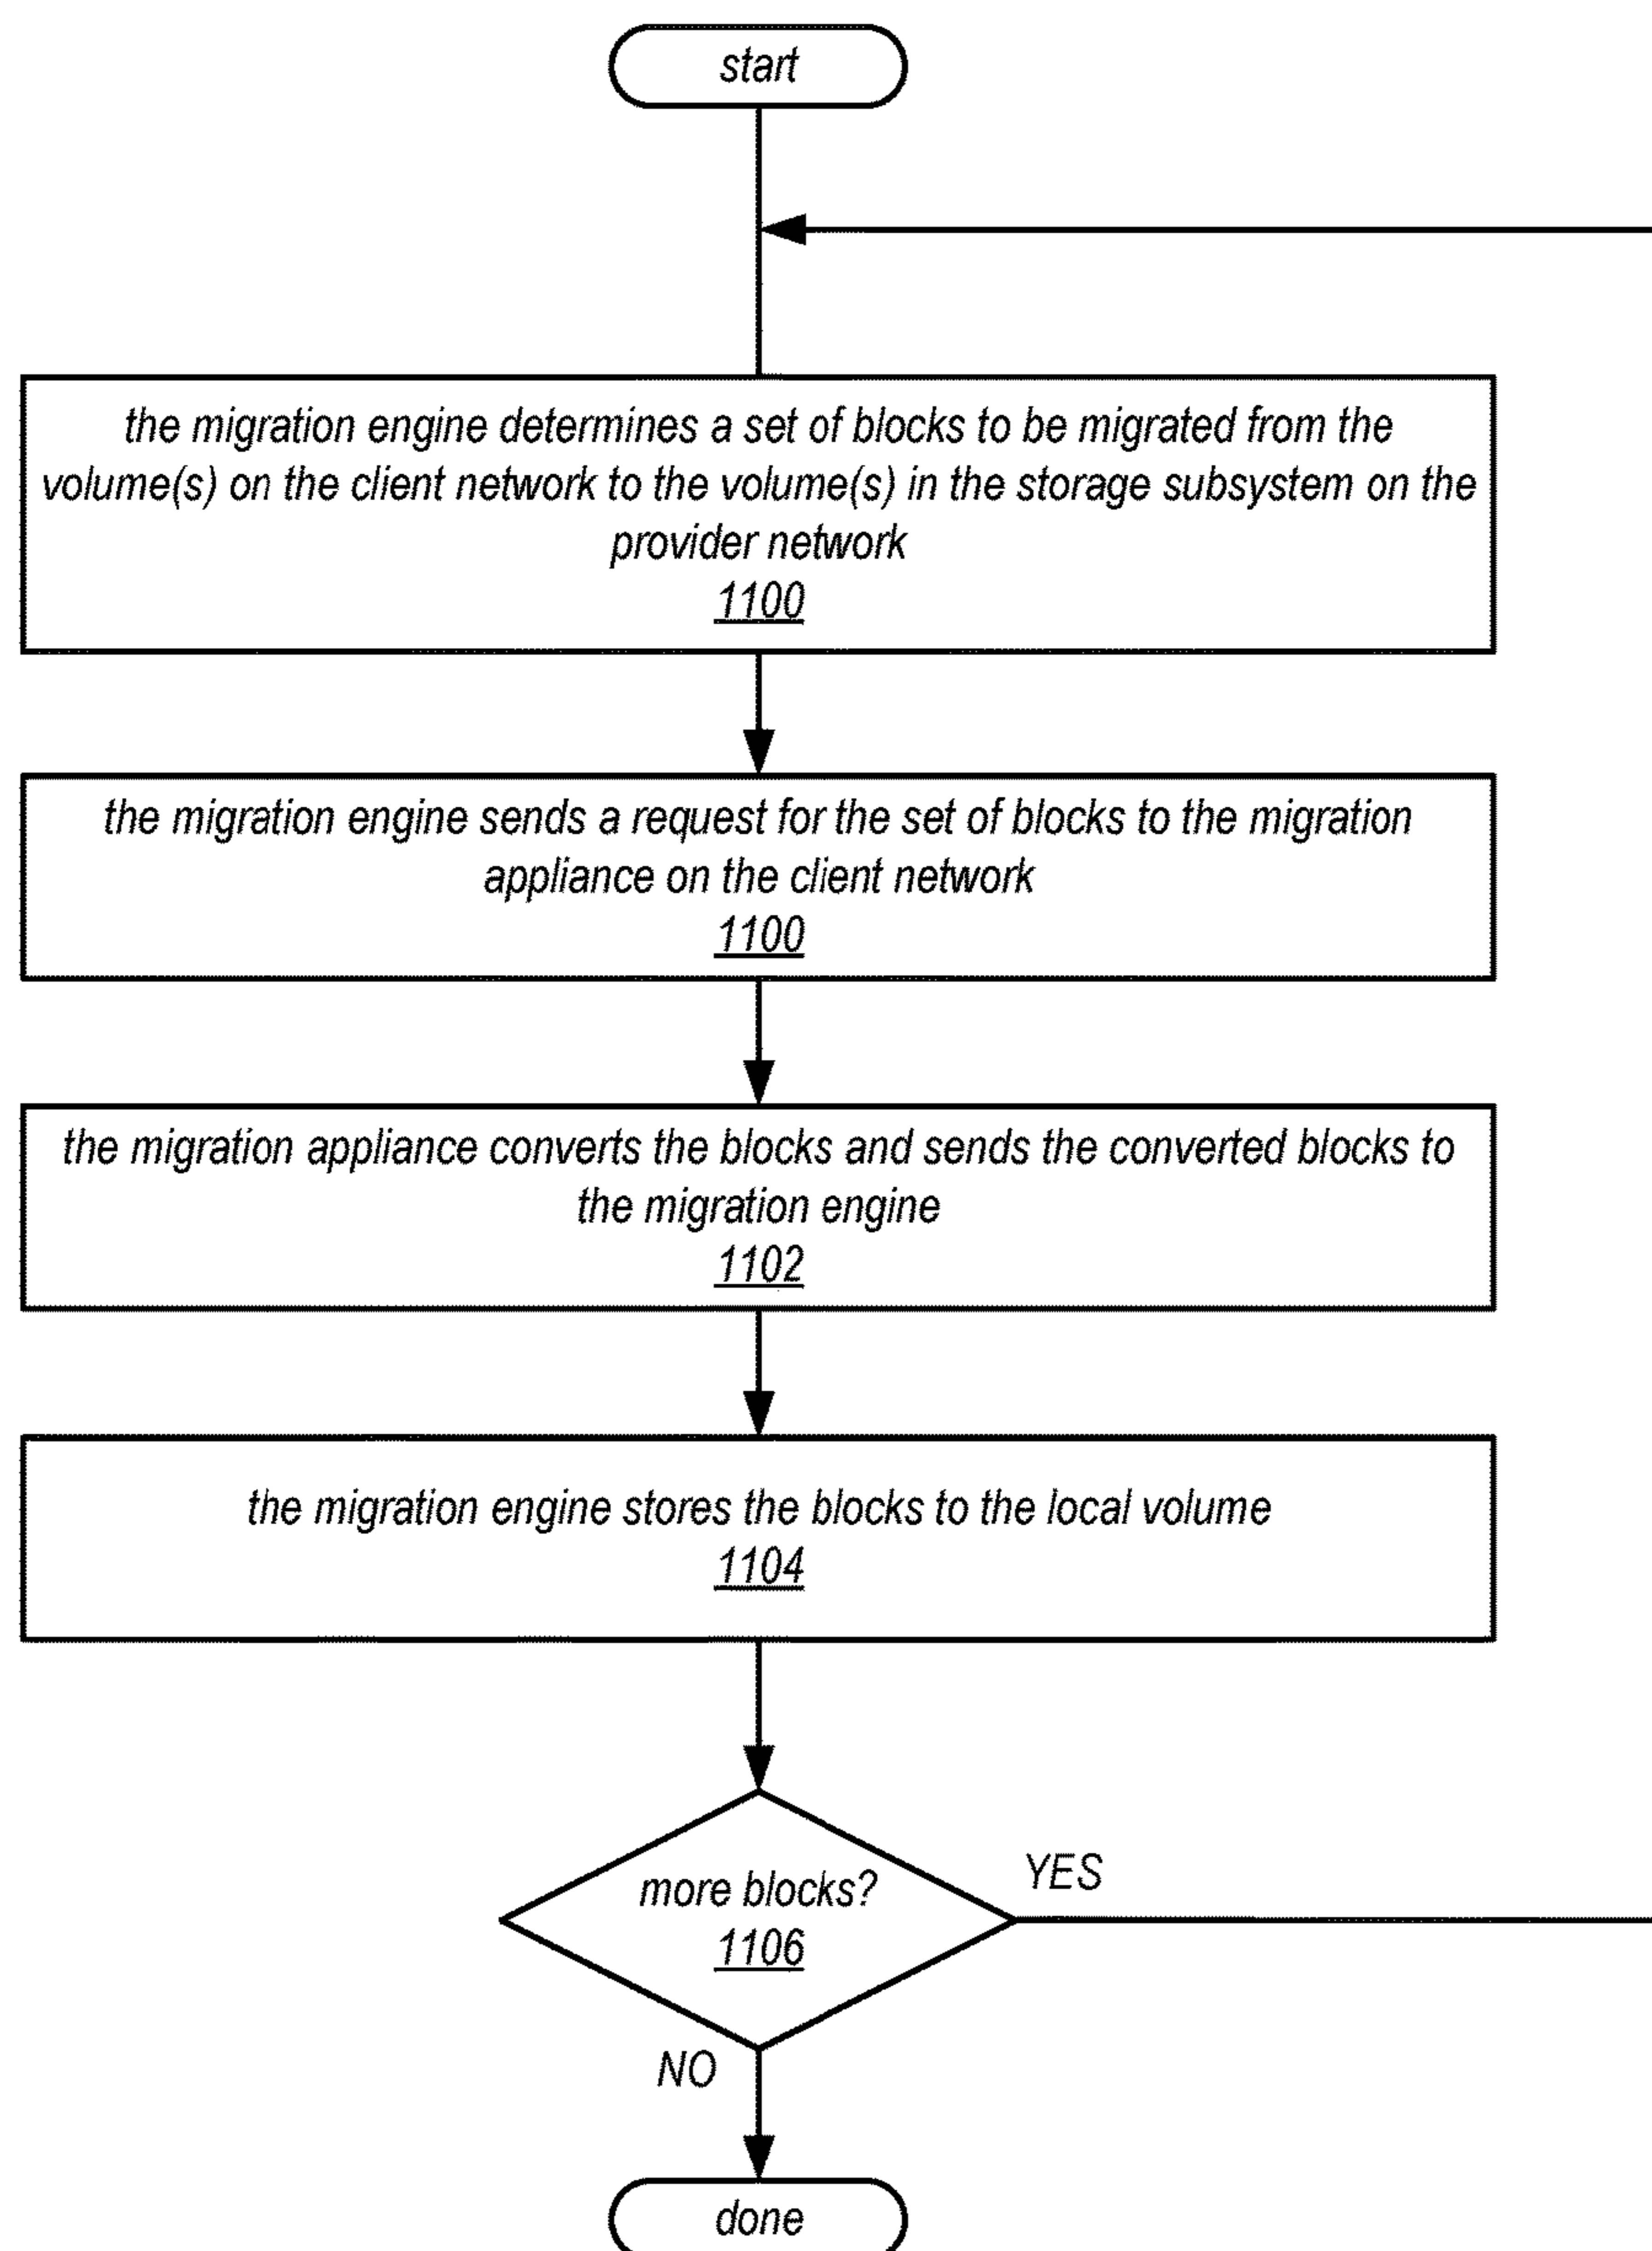 start
the migration engine determines a set of blocks to be migrated from the
volume(s) on the client network to the volume(s) in the storage subsystem on the
provider network
1100
the migration engine sends a request for the set of blocks to the migration
appliance on the client network
1100
the migration appliance converts the blocks and sends the converted blocks to
the migration engine
1102
the migration engine stores the blocks to the local volume
1104
more blocks?
1106
YES
NO
done